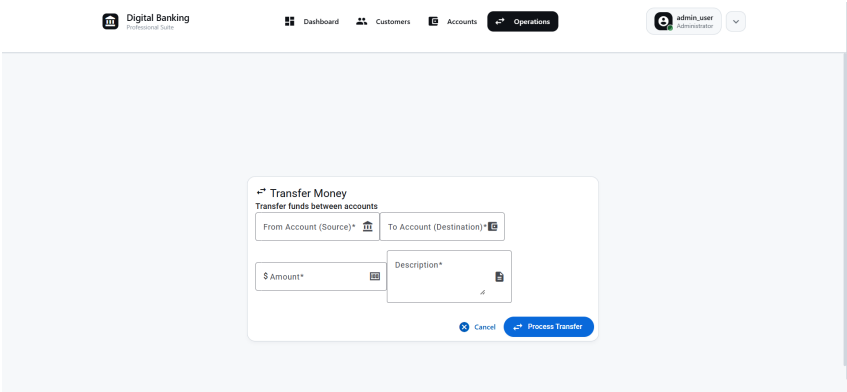 Digital Banking
Professional Suite
Dashboard
Customers
Accounts
Operations
admin_user
Administrator
Transfer Money
Transfer funds between accounts
From Account (Source)*
To Account (Destination)*
$ Amount*
Description*
Cancel
Process Transfer